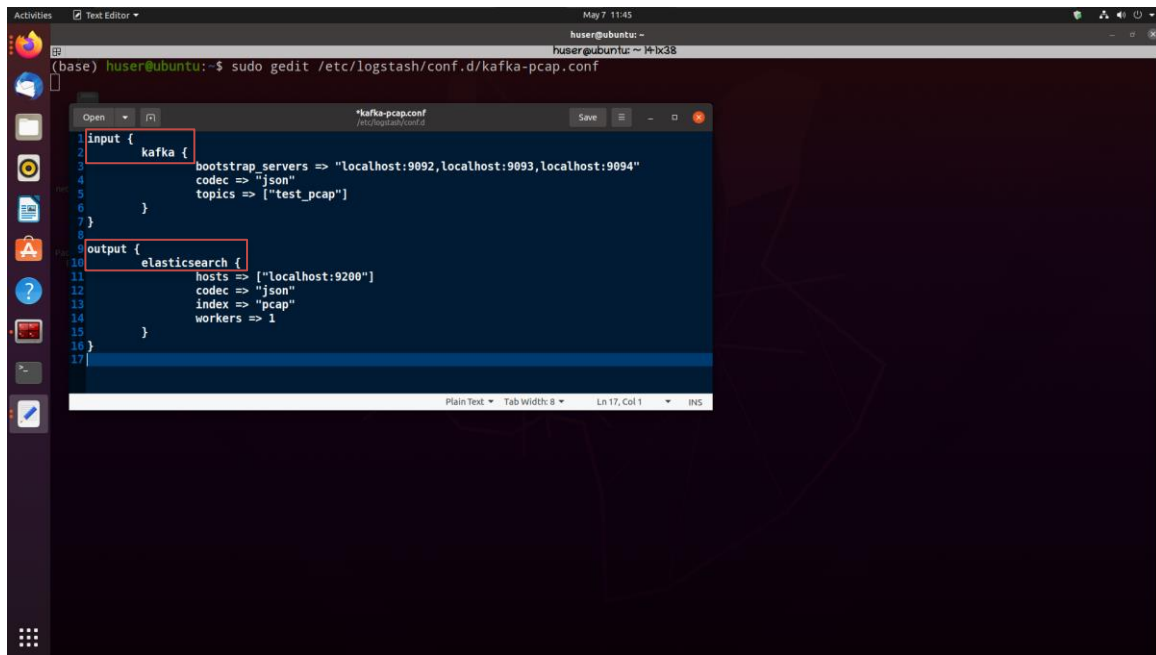 Activities Text Editor May 7 11:45
huser@ubuntu: ~
huser@ubuntu: ~ 141x38
(base) huser@ubuntu:~$ sudo gedit /etc/logstash/conf.d/kafka-pcap.conf
Open *kafka-pcap.conf Save
/etc/logstash/conf.d
1 input {
2 kafka {
3 bootstrap_servers => "localhost:9092,localhost:9093,localhost:9094"
4 codec => "json"
5 topics => ["test_pcap"]
6 }
7 }
8
9 output {
10 elasticsearch {
11 hosts => ["localhost:9200"]
12 codec => "json"
13 index => "pcap"
14 workers => 1
15 }
16 }
17
Plain Text Tab Width: 8 Ln 17, Col 1 INS